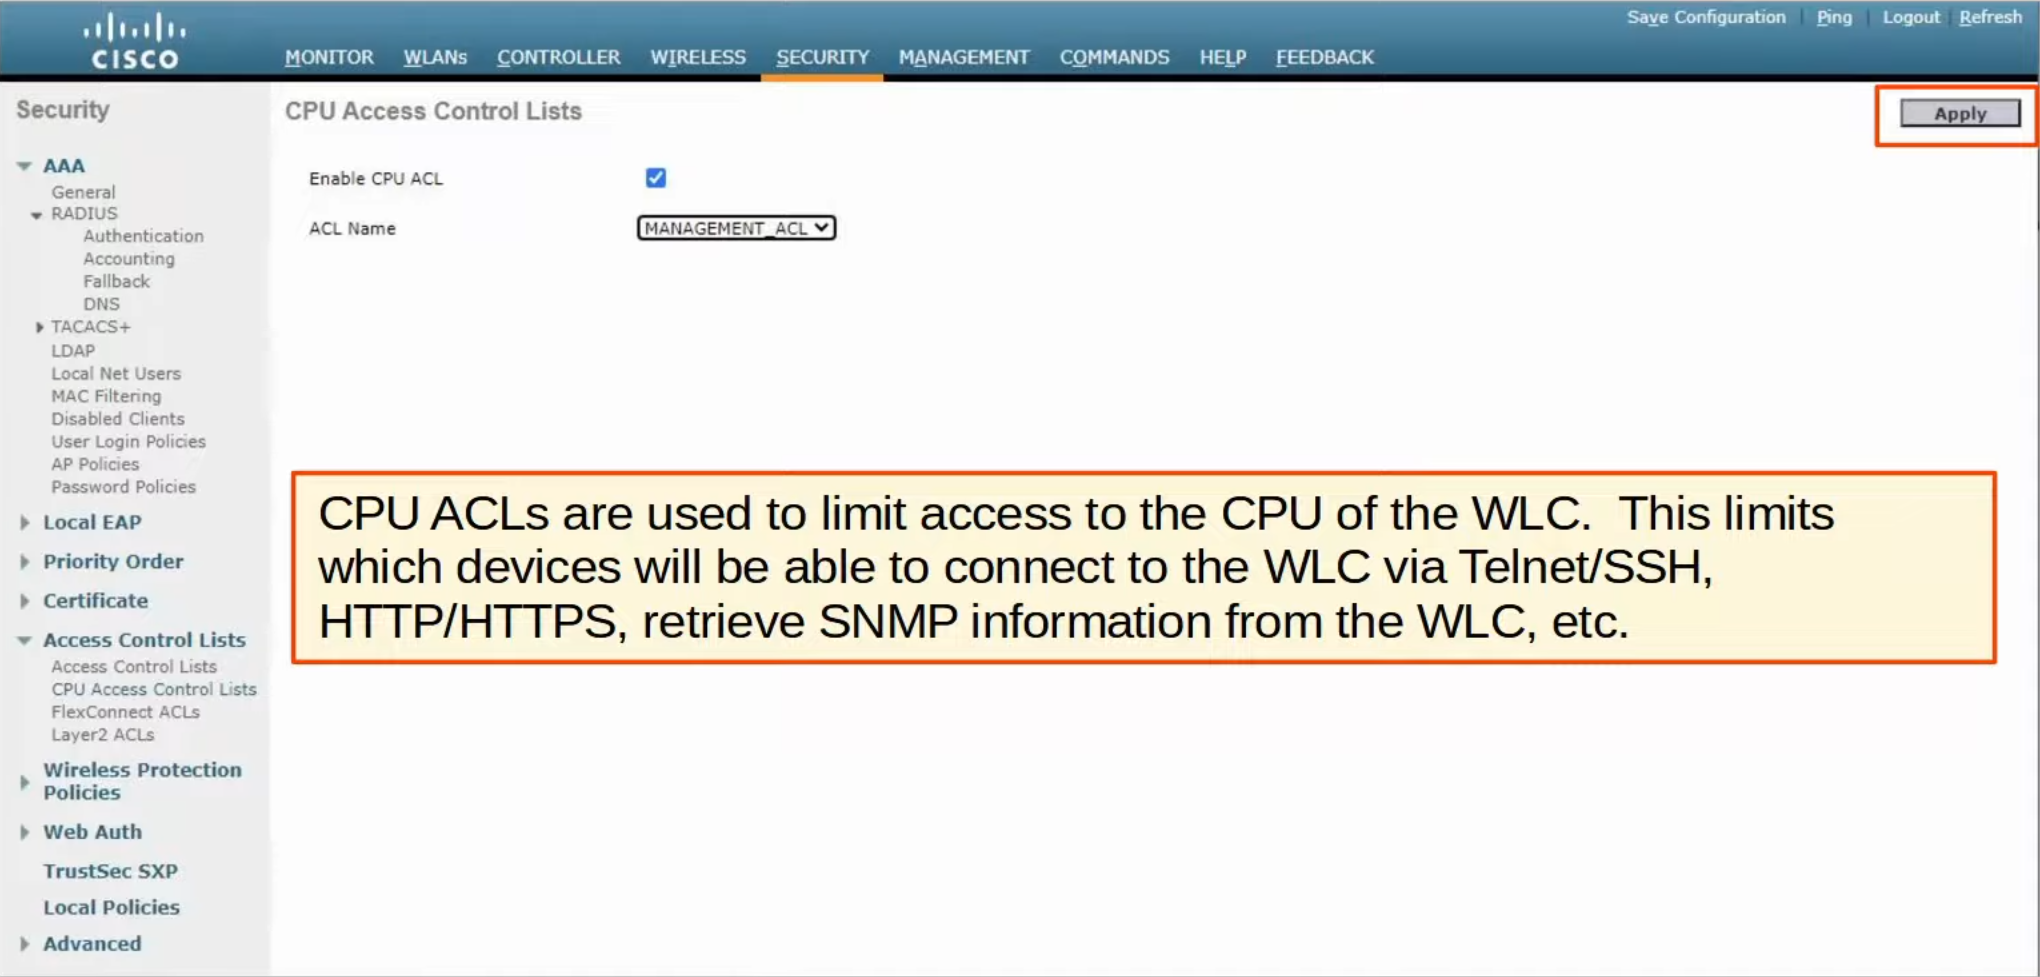 Save Configuration Ping Logout Refresh
CISCO
MONITOR WLANs CONTROLLER WIRELESS SECURITY MANAGEMENT COMMANDS HELP FEEDBACK
Security
AAA
General
RADIUS
Authentication
Accounting
Fallback
DNS
TACACS+
LDAP
Local Net Users
MAC Filtering
Disabled Clients
User Login Policies
AP Policies
Password Policies
Local EAP
Priority Order
Certificate
Access Control Lists
Access Control Lists
CPU Access Control Lists
FlexConnect ACLs
Layer2 ACLs
Wireless Protection
Policies
Web Auth
TrustSec SXP
Local Policies
Advanced
CPU Access Control Lists
Apply
Enable CPU ACL
ACL Name MANAGEMENT_ACL
CPU ACLs are used to limit access to the CPU of the WLC. This limits
which devices will be able to connect to the WLC via Telnet/SSH,
HTTP/HTTPS, retrieve SNMP information from the WLC, etc.